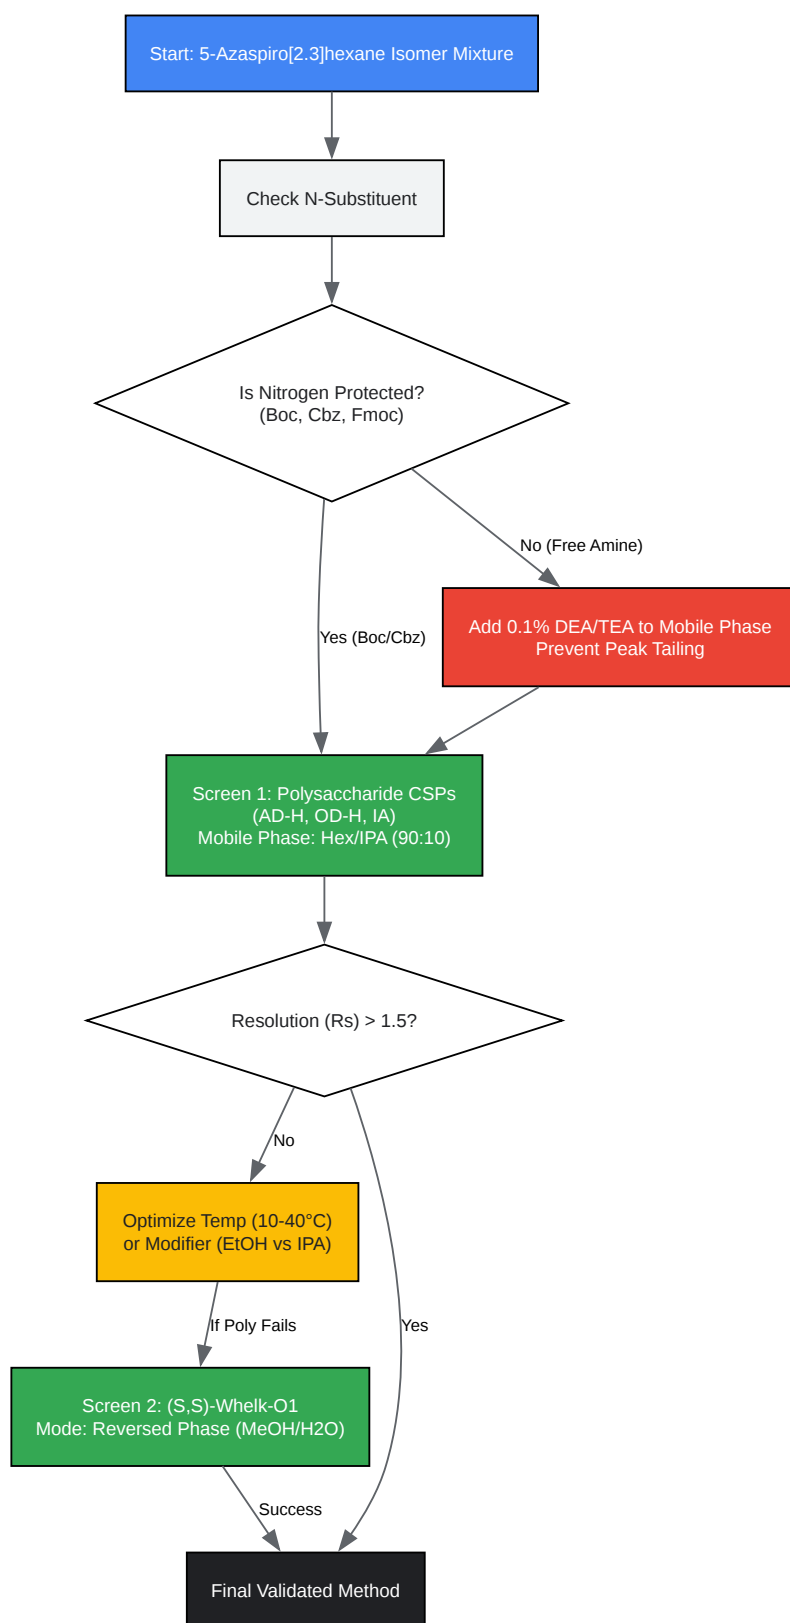 Start: 5-Azaspiro[2.3]hexane Isomer Mixture
Check N-Substituent
Is Nitrogen Protected?
(Boc, Cbz, Fmoc)
No (Free Amine)
Yes (Boc/Cbz)
Add 0.1% DEA/TEA to Mobile Phase
Prevent Peak Tailing
Screen 1: Polysaccharide CSPs
(AD-H, OD-H, IA)
Mobile Phase: Hex/IPA (90:10)
Resolution (Rs) > 1.5?
No
Optimize Temp (10-40°C)
or Modifier (EtOH vs IPA)
If Poly Fails
Yes
Screen 2: (S,S)-Whelk-O1
Mode: Reversed Phase (MeOH/H2O)
Success
Final Validated Method